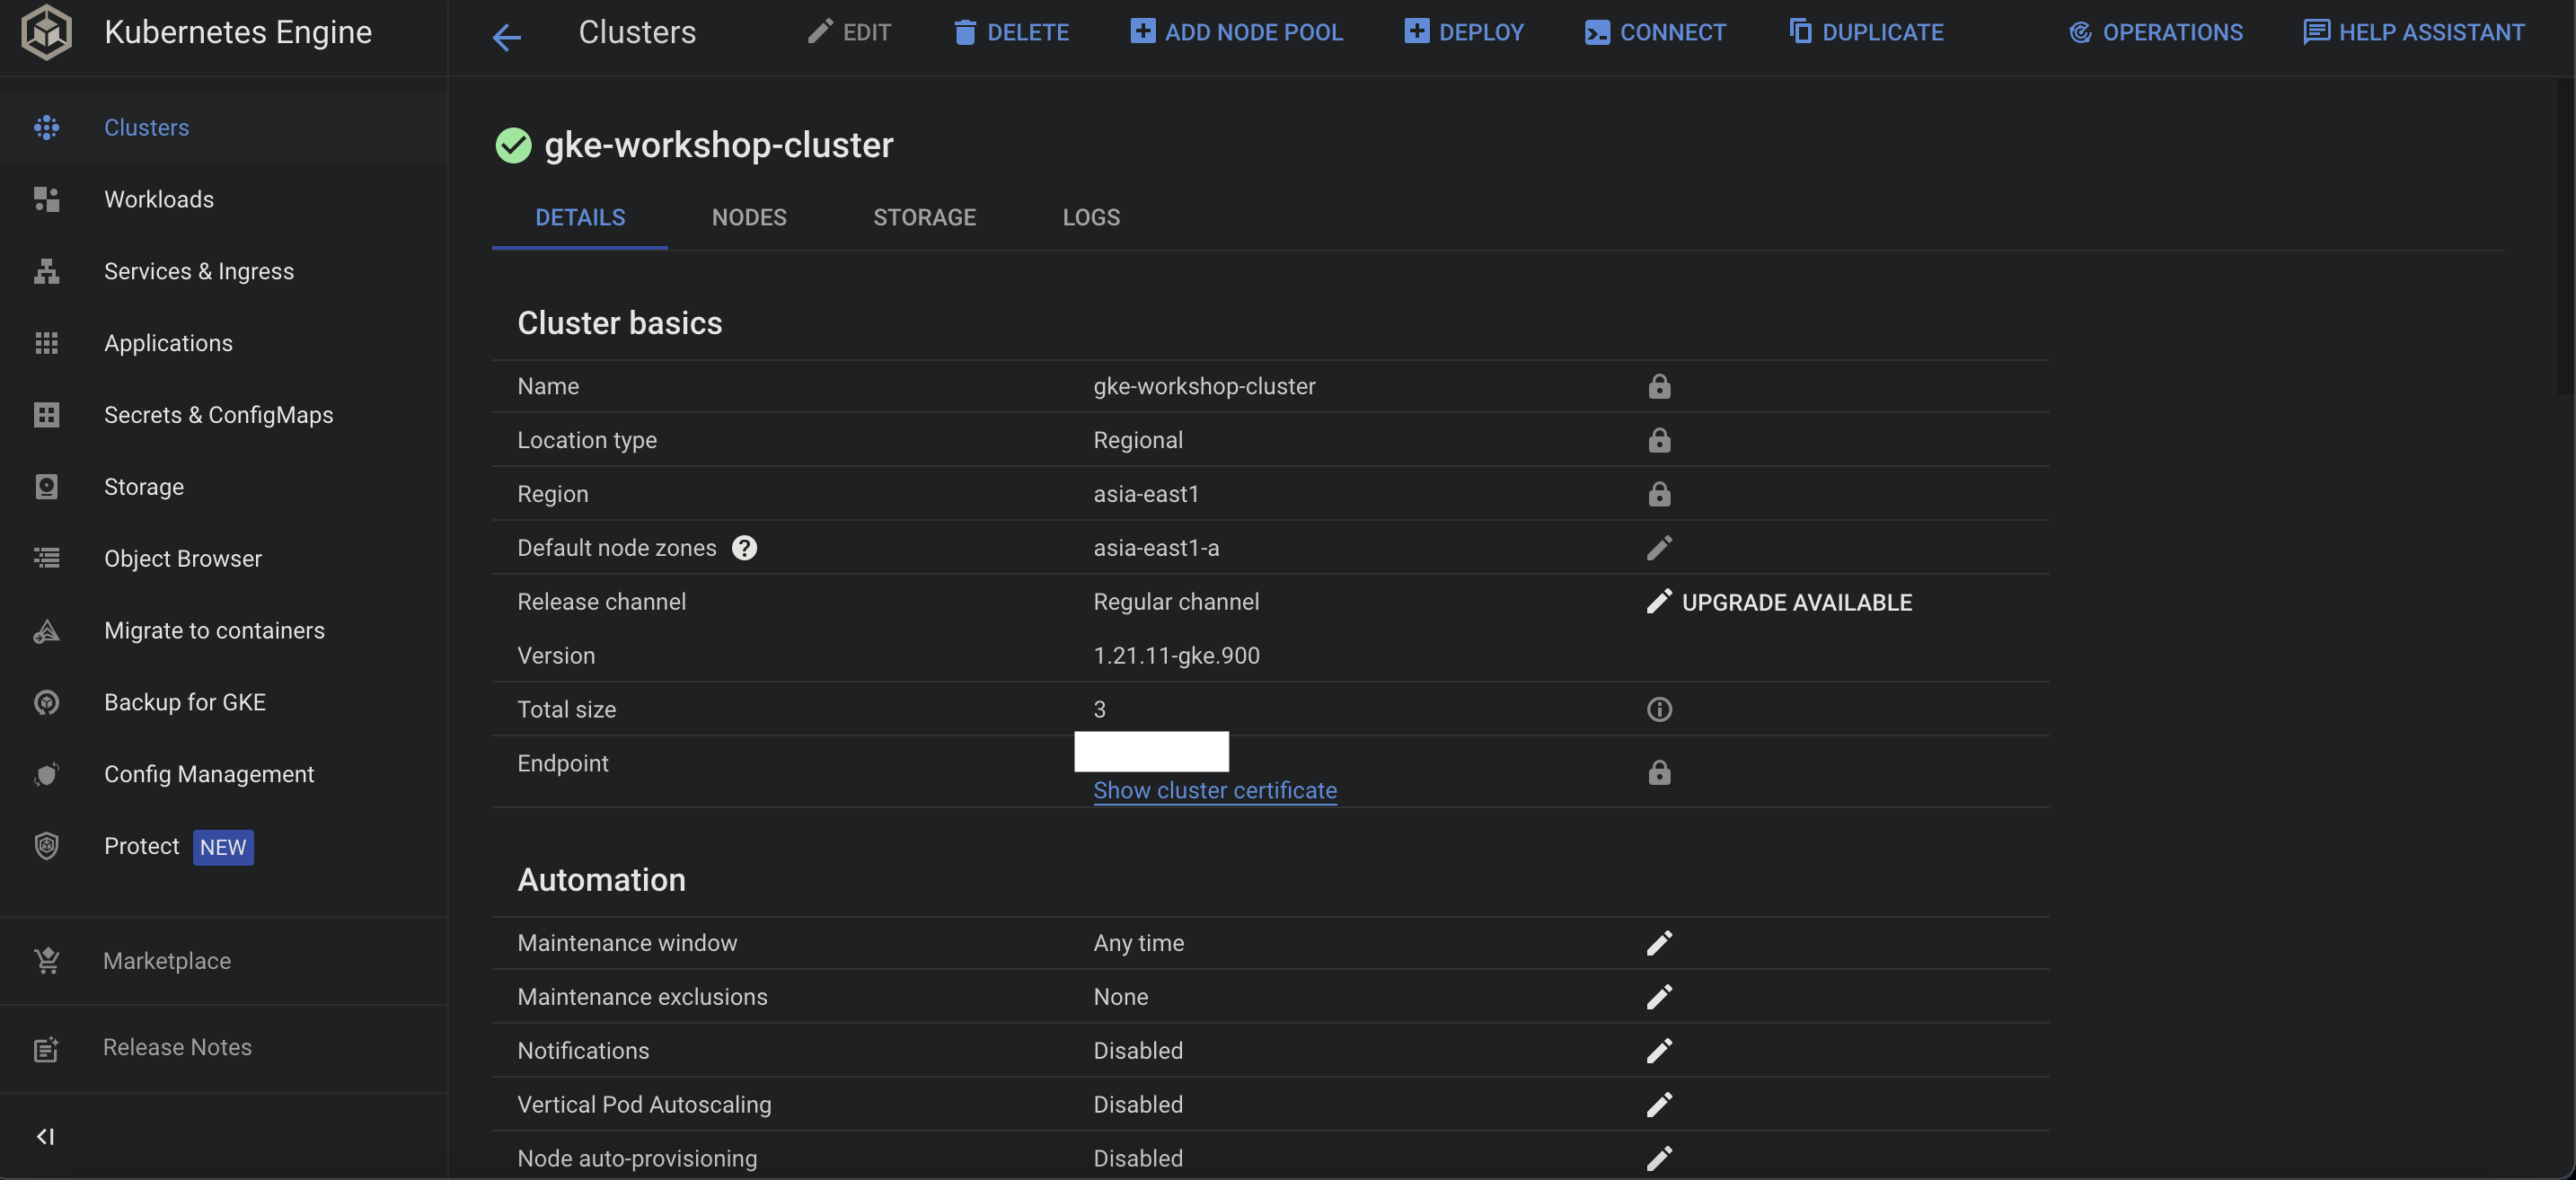 Kubernetes Engine
Clusters
EDIT
DELETE
ADD NODE POOL
DEPLOY
CONNECT
DUPLICATE
OPERATIONS
HELP ASSISTANT
Clusters
Workloads
Services & Ingress
Applications
Secrets & ConfigMaps
Storage
Object Browser
Migrate to containers
Backup for GKE
Config Management
Protect NEW
Marketplace
Release Notes
gke-workshop-cluster
DETAILS NODES STORAGE LOGS
Cluster basics
Name gke-workshop-cluster
Location type Regional
Region asia-east1
Default node zones ? asia-east1-a
Release channel Regular channel UPGRADE AVAILABLE
Version 1.21.11-gke.900
Total size 3
Endpoint
Show cluster certificate
Automation
Maintenance window Any time
Maintenance exclusions None
Notifications Disabled
Vertical Pod Autoscaling Disabled
Node auto-provisioning Disabled